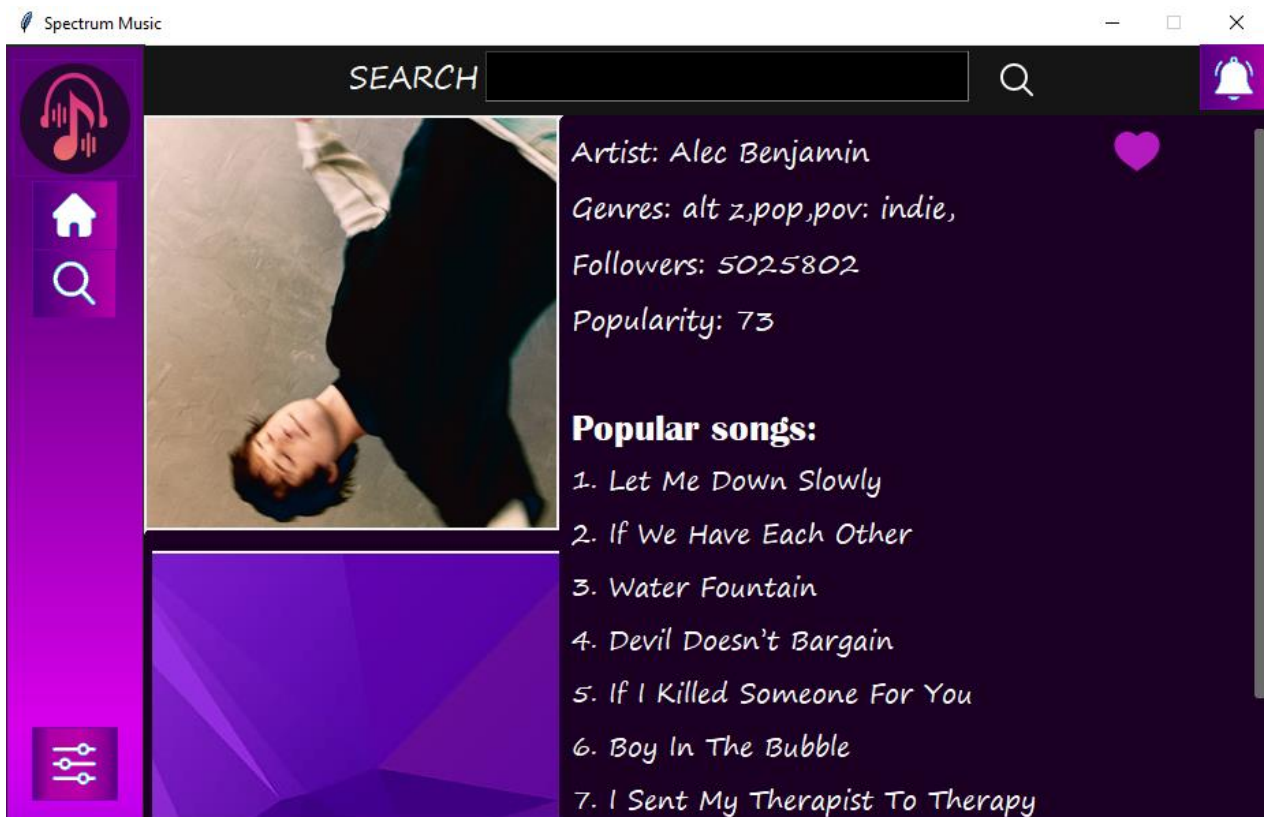 Spectrum Music
SEARCH
Artist: Alec Benjamin
Genres: alt z,pop,pov: indie,
Followers: 5025802
Popularity: 73
Popular songs:
1. Let Me Down Slowly
2. If We Have Each Other
3. Water Fountain
4. Devil Doesn't Bargain
5. If I Killed Someone For You
6. Boy In The Bubble
7. I Sent My Therapist To Therapy